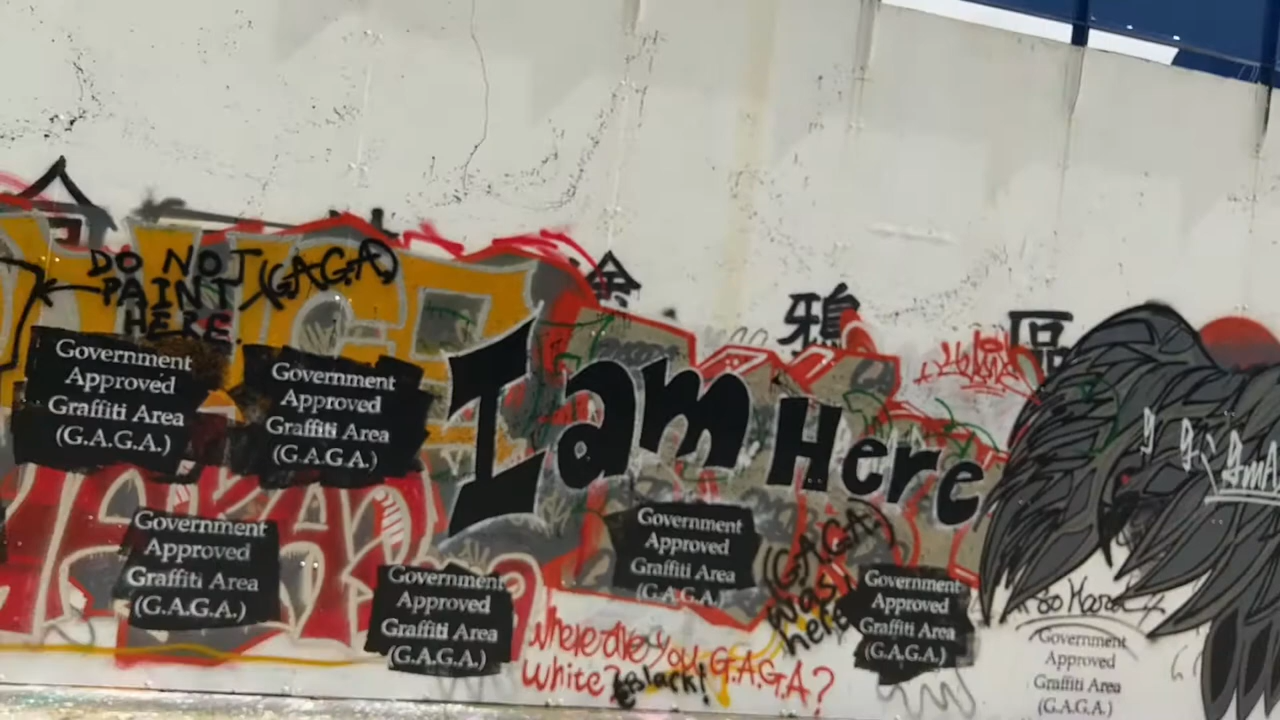 DO NOT (G.A.G.A)
PAINT
HERE
Government
Approved
Graffiti Area
(G.A.G.A.)
Government
Approved
Graffiti Area
(G.A.G.A.)
鴉
區
I am Here
Government
Approved
Graffiti Area
(G.A.G.A.)
Government
Approved
Graffiti Area
(G.A.G.A.)
Government
Approved
Graffiti Area
(G.A.G.A.)
(G.A.G.A.)
was
here
Government
Approved
Graffiti Area
(G.A.G.A.)
Where are you G.A.G.A?
White? Black!
Government
Approved
Graffiti Area
(G.A.G.A.)